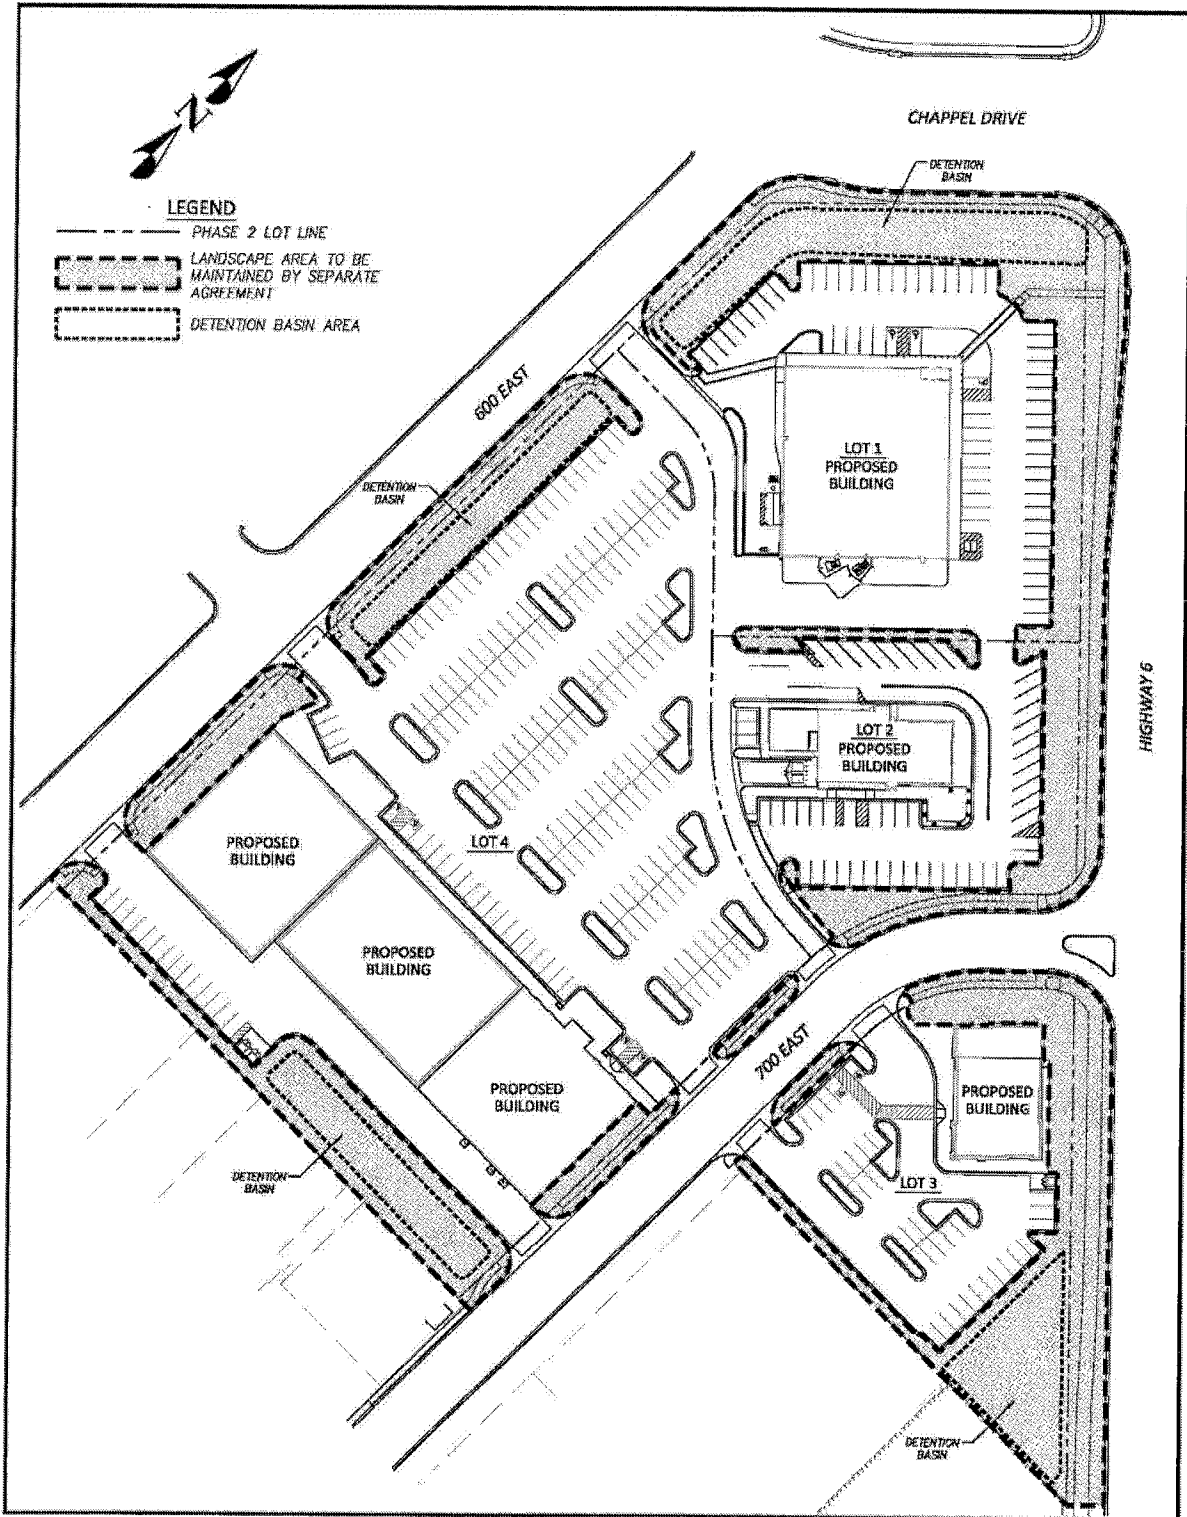 CHAPPEL DRIVE
DETENTION
BASIN
N
LEGEND
PHASE 2 LOT LINE
LANDSCAPE AREA TO BE
MAINTAINED BY SEPARATE
AGREEMENT
DETENTION BASIN AREA
600 EAST
LOT 1
PROPOSED
BUILDING
DETENTION
BASIN
HIGHWAY 6
LOT 2
PROPOSED
BUILDING
LOT 4
PROPOSED
BUILDING
PROPOSED
BUILDING
700 EAST
PROPOSED
BUILDING
PROPOSED
BUILDING
DETENTION
BASIN
LOT 3
DETENTION
BASIN